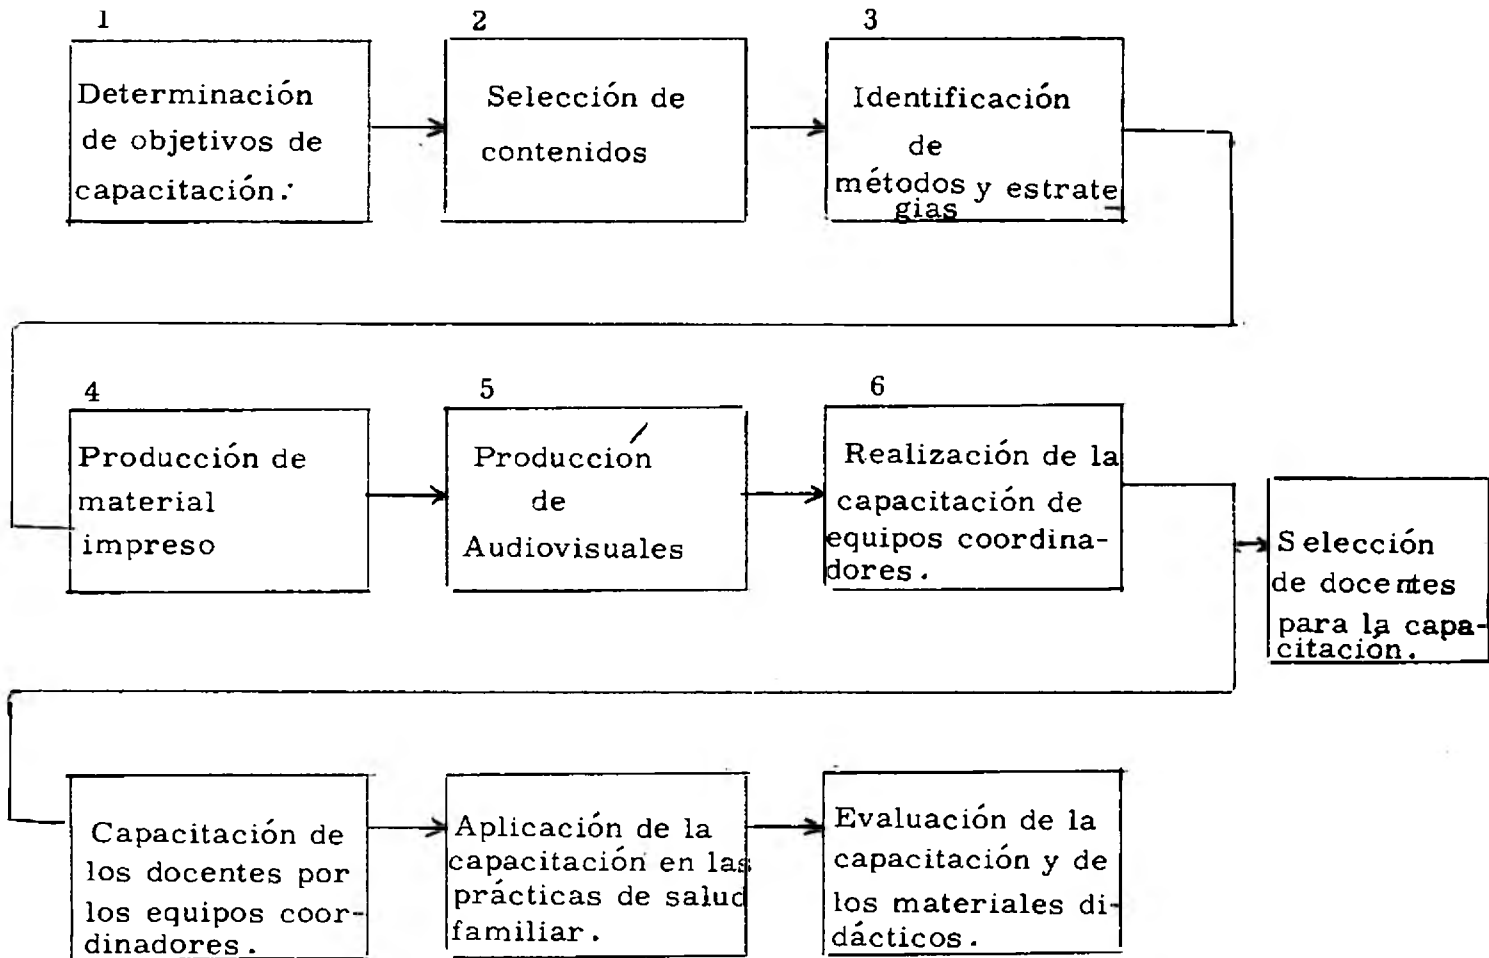 1
Determinación
de objetivos de
capacitación.
2
Selección de
contenidos
3
Identificación
de
métodos y estrate
gias
4
Producción de
material
impreso
5
Producción
de
Audiovisuales
6
Realización de la
capacitación de
equipos coordina-
dores.
Selección
de docentes
para la capa-
citación.
Capacitación de
los docentes por
los equipos coor-
dinadores.
Aplicación de la
capacitación en las
prácticas de salud
familiar.
Evaluación de la
capacitación y de
los materiales di-
dácticos.